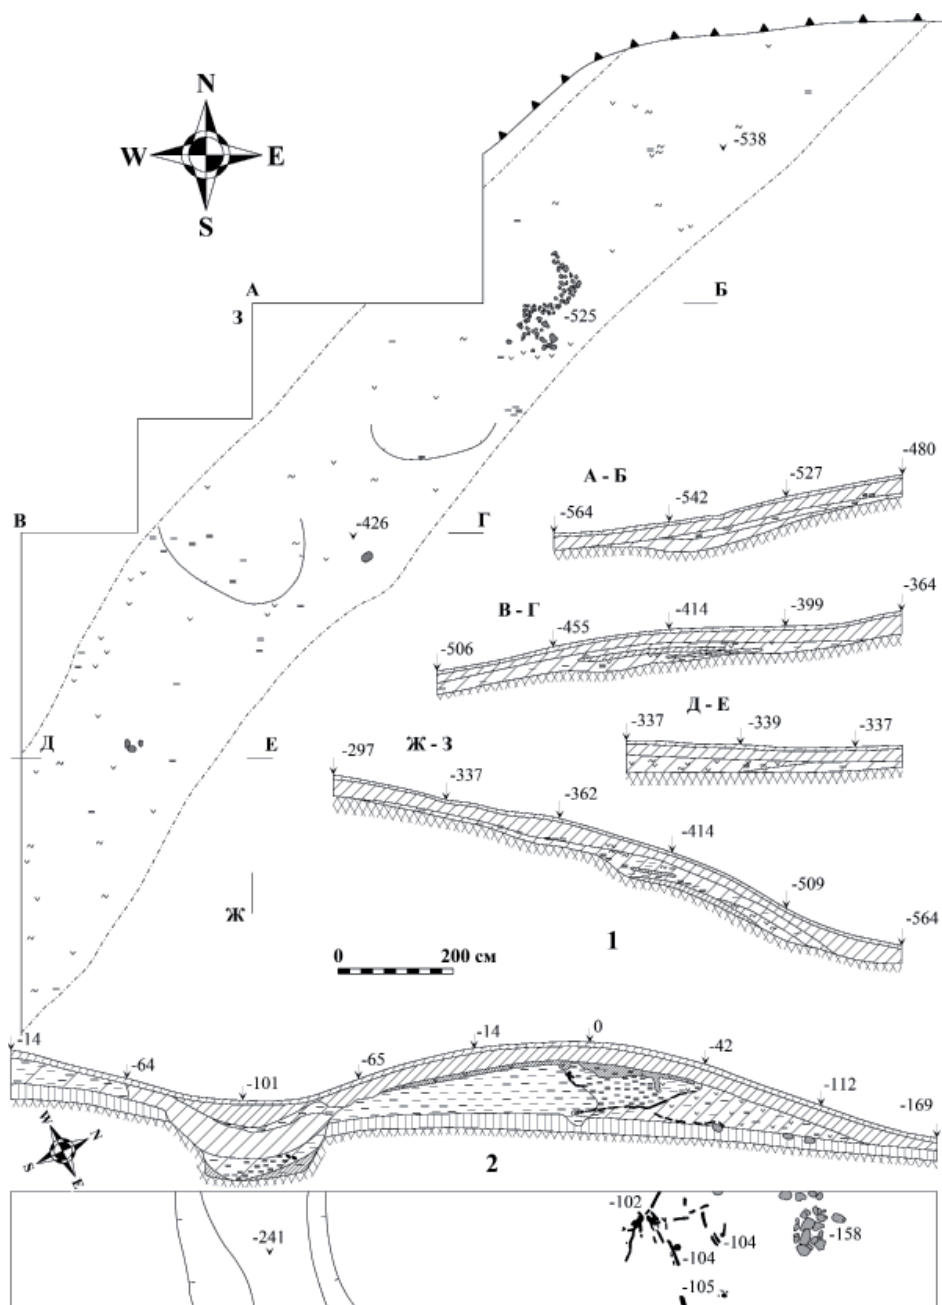 N
W E
S
-538
А
З
Б
-525
-480
А - Б
-527
-542
-564
В
Г
-426
-364
В - Г
-399
-414
-455
-506
Д - Е
-337
-339
-337
Д
Е
Ж - З
-297
-337
-362
-414
-509
-564
Ж
1
0 200 см
-14
-64
-101
-65
-14
0
-42
-112
-169
W N
S E
2
-102
-104
-104
-105
-158
-241